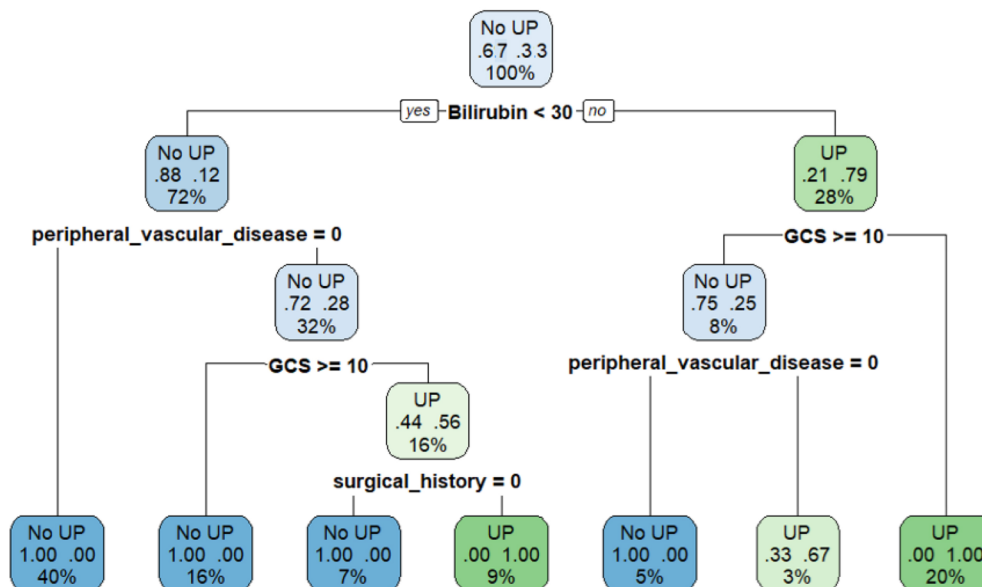 No UP
.67 .33
100%
yes Bilirubin < 30 no
No UP
.88 .12
72%
UP
.21 .79
28%
peripheral_vascular_disease = 0
GCS >= 10
No UP
.72 .28
32%
No UP
.75 .25
8%
GCS >= 10
peripheral_vascular_disease = 0
UP
.44 .56
16%
surgical_history = 0
No UP
1.00 .00
40%
No UP
1.00 .00
16%
No UP
1.00 .00
7%
UP
.00 1.00
9%
No UP
1.00 .00
5%
UP
.33 .67
3%
UP
.00 1.00
20%